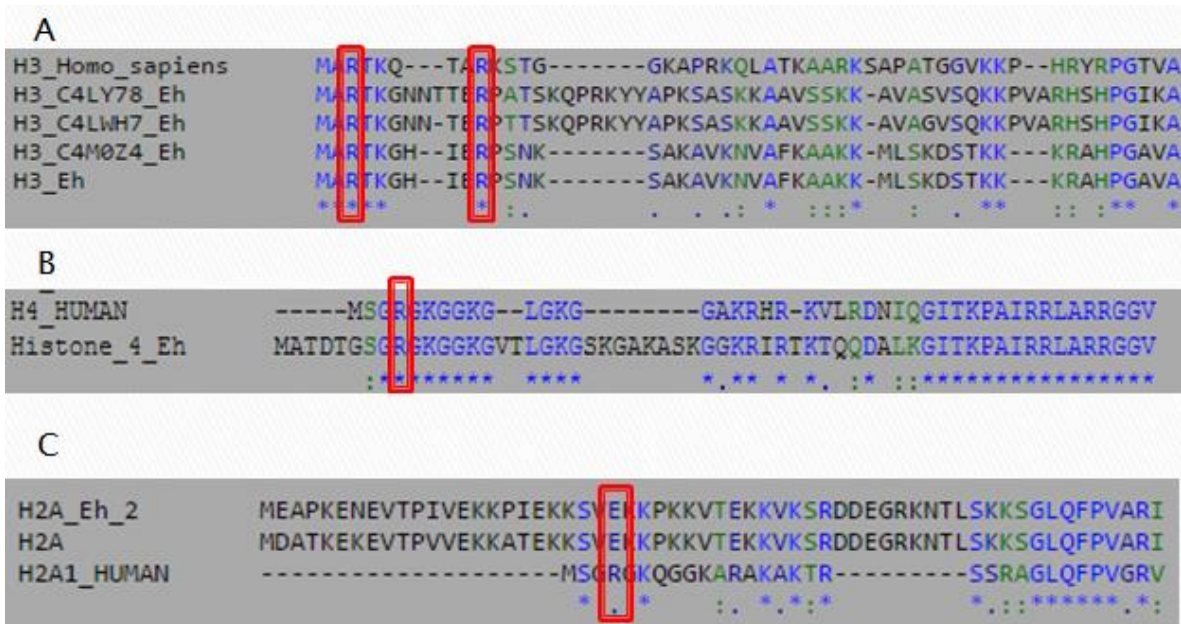 A
H3_Homo_sapiens MARTKQ---TARKSTG-------GKAPRKQLATKAARKSAPATGGVKKP--HRYRPGTVA
H3_C4LY78_Eh MARTKGNNTTERPATSKQPRKYYAPKSASKKAAVSSKK-AVASVSQKKPVARHSHPGIKA
H3_C4LWH7_Eh MARTKGNN-TERPTTSKQPRKYYAPKSASKKAAVSSKK-AVAGVSQKKPVARHSHPGIKA
H3_C4M0Z4_Eh MARTKGH--IERPSNK-------SAKAVKNVAFKAAKK-MLSKDSTKK---KRAHPGAVA
H3_Eh MARTKGH--IERPSNK-------SAKAVKNVAFKAAKK-MLSKDSTKK---KRAHPGAVA
***** * :. . . .: * :::* : . ** :: :** *
B
H4_HUMAN -----MSGRGKGGKG--LGKG--------GAKRHR-KVLRDNIQGITKPAIRRLARRGGV
Histone_4_Eh MATDTGSGRGKGGKGVTLGKGSKGAKASKGGKRIRTKTQQDALKGITKPAIRRLARRGGV
:******** **** *.** * *. :* ::******************
C
H2A_Eh_2 MEAPKENEVTPIVEKKPIEKKSVEKKPKKVTEKKVKSRDDEGRKNTLSKKSGLQFPVARI
H2A MDATKEKEVTPVVEKKATEKKSVEKKPKKVTEKKVKSRDDEGRKNTLSKKSGLQFPVARI
H2A1_HUMAN --------------------MSGRGKQGGKARAKAKTR---------SSRAGLQFPVGRV
* . * :. *.*:* *.::******.*: